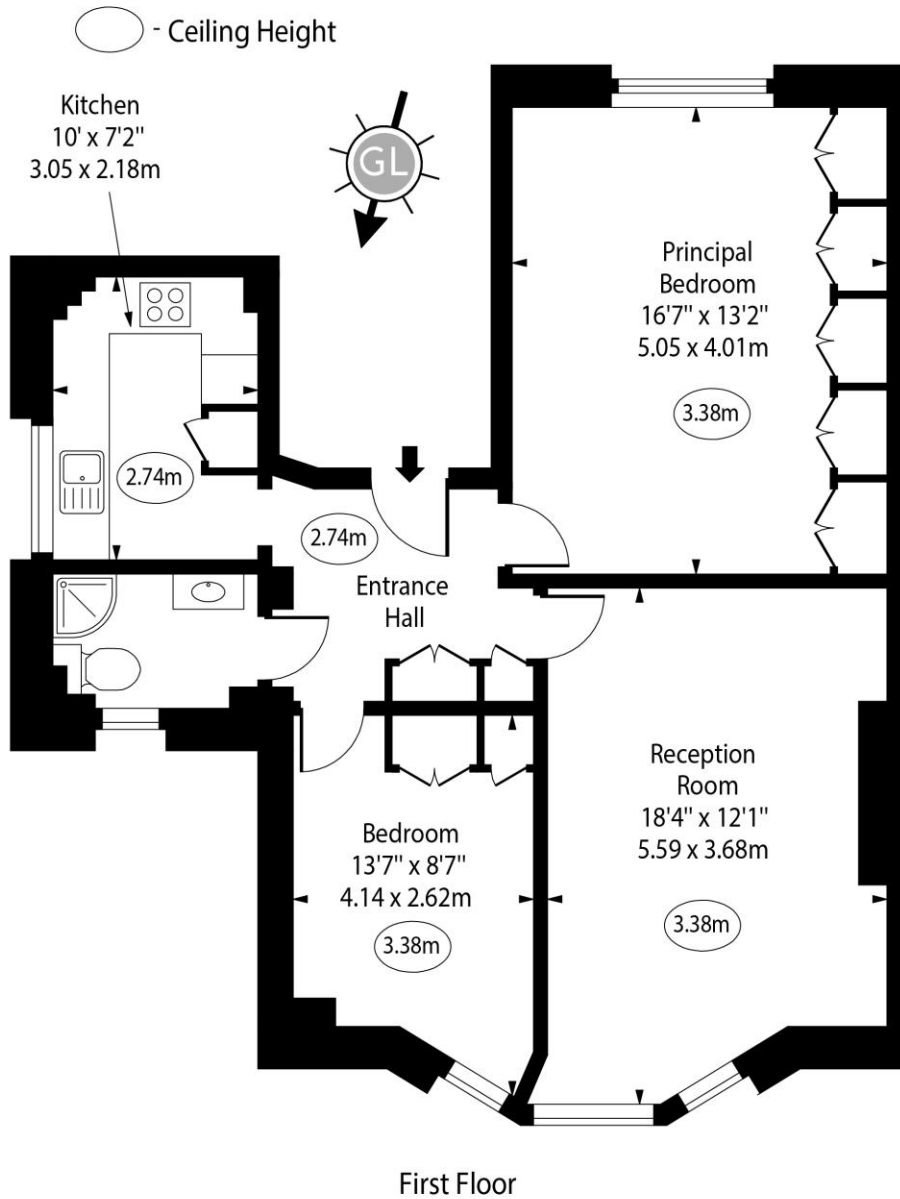 - Ceiling Height
Kitchen
10' x 7'2"
3.05 x 2.18m
GL
Principal
Bedroom
16'7" x 13'2"
5.05 x 4.01m
3.38m
2.74m
2.74m
Entrance
Hall
Reception
Room
18'4" x 12'1"
5.59 x 3.68m
3.38m
Bedroom
13'7" x 8'7"
4.14 x 2.62m
3.38m
First Floor